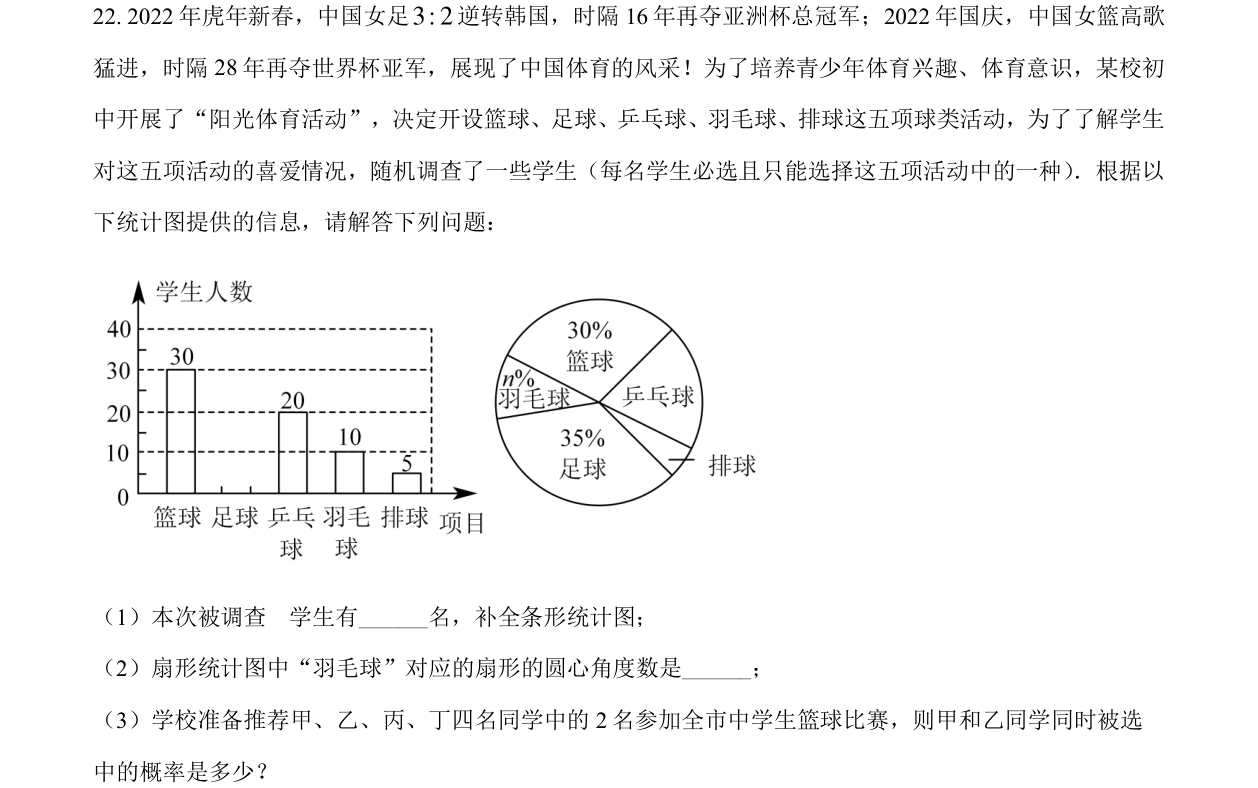 22. 2022 年虎年新春，中国女足3:2逆转韩国，时隔 16 年再夺亚洲杯总冠军；2022 年国庆，中国女篮高歌
猛进，时隔 28 年再夺世界杯亚军，展现了中国体育的风采！为了培养青少年体育兴趣、体育意识，某校初
中开展了“阳光体育活动”，决定开设篮球、足球、乒乓球、羽毛球、排球这五项球类活动，为了了解学生
对这五项活动的喜爱情况，随机调查了一些学生（每名学生必选且只能选择这五项活动中的一种）．根据以
下统计图提供的信息，请解答下列问题：
学生人数
40
30
20
10
0
30
20
10
5
篮球 足球 乒乓球 羽毛球 排球 项目
30%
篮球
n%
羽毛球
乒乓球
35%
足球
排球
（1）本次被调查 学生有______名，补全条形统计图；
（2）扇形统计图中“羽毛球”对应的扇形的圆心角度数是______；
（3）学校准备推荐甲、乙、丙、丁四名同学中的 2 名参加全市中学生篮球比赛，则甲和乙同学同时被选
中的概率是多少？